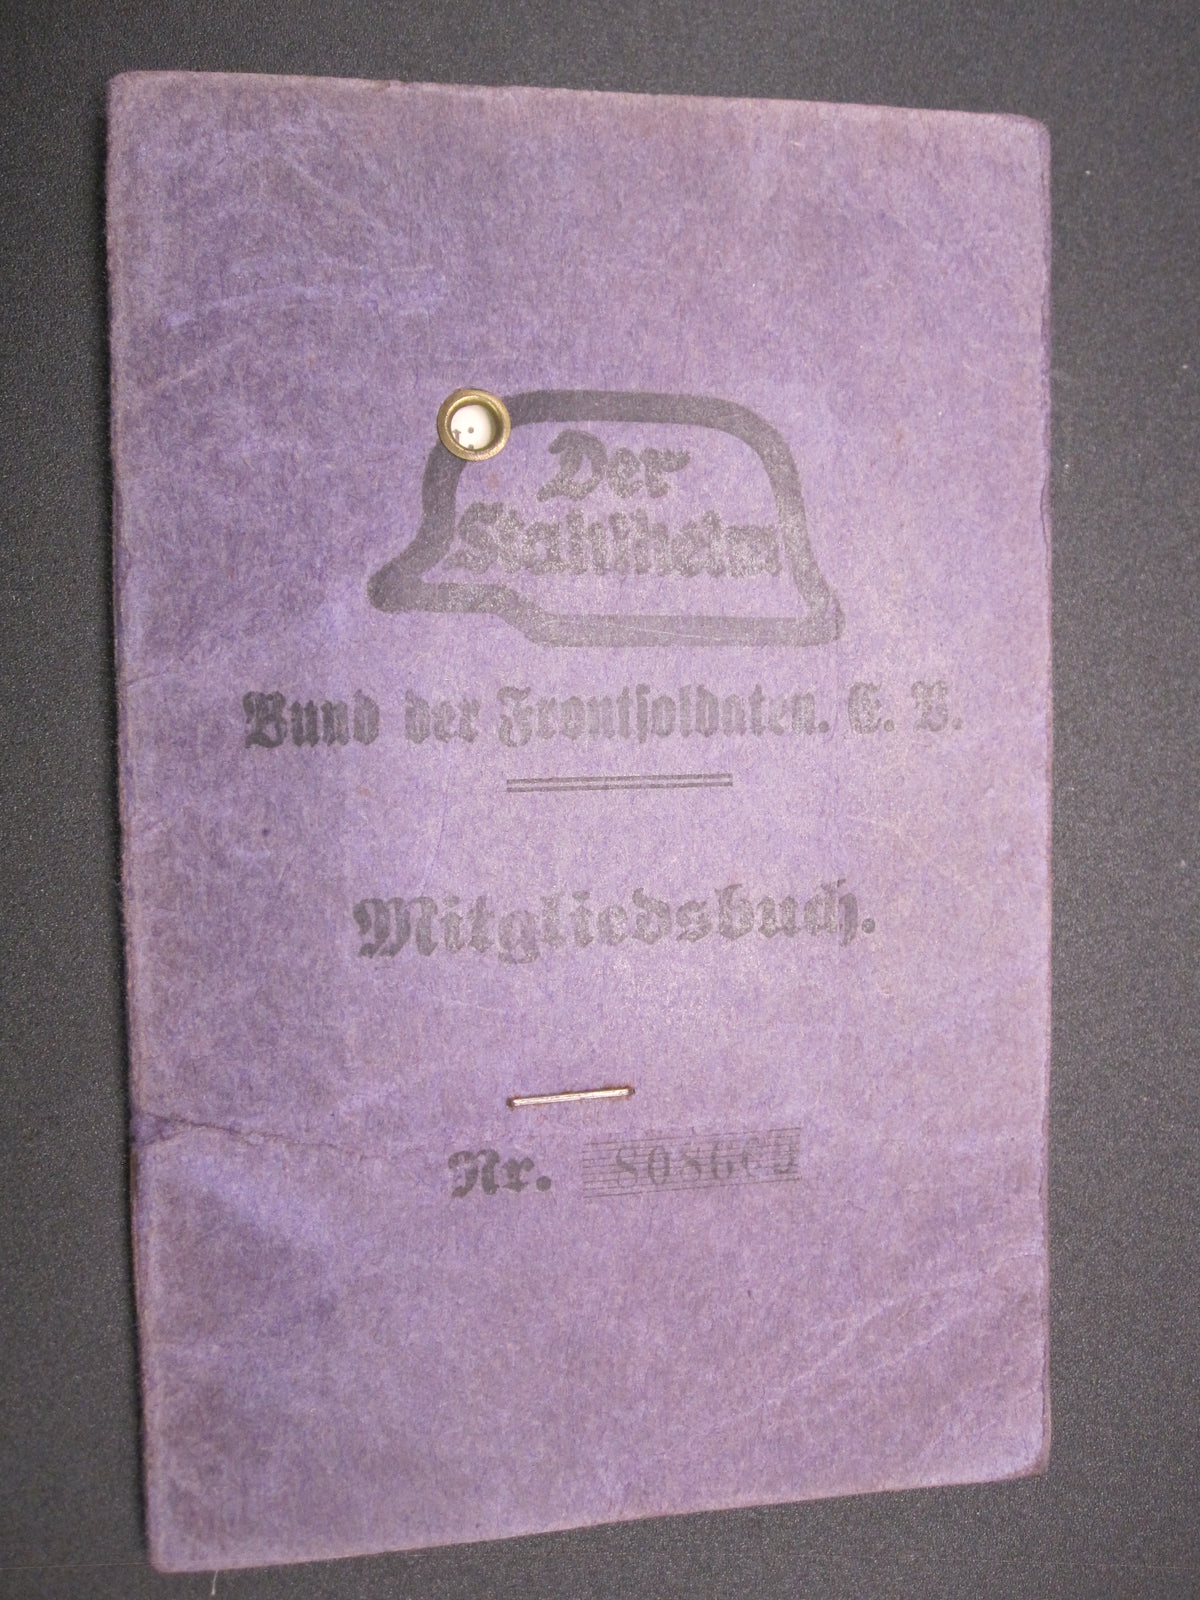 Der
Stahlhelm
Bund der Frontsoldaten. E. V.
Mitgliedsbuch.
Nr.